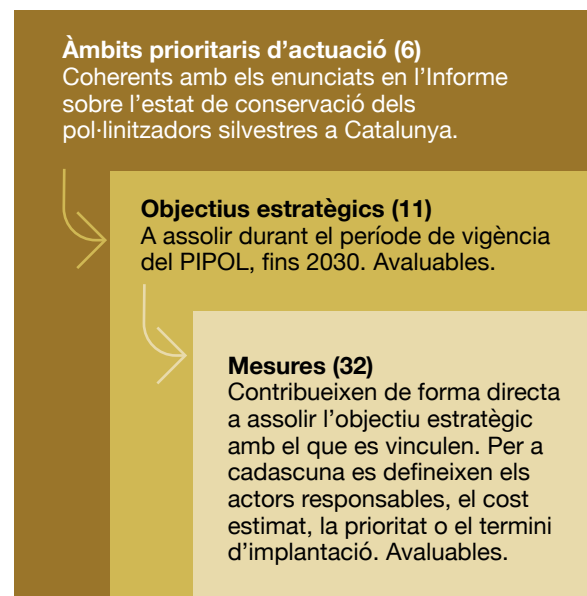 Àmbits prioritaris d’actuació (6)
Coherents amb els enunciats en l’Informe
sobre l’estat de conservació dels
pol·linitzadors silvestres a Catalunya.
Objectius estratègics (11)
A assolir durant el període de vigència
del PIPOL, fins 2030. Avaluables.
Mesures (32)
Contribueixen de forma directa
a assolir l’objectiu estratègic
amb el que es vinculen. Per a
cadascuna es defineixen els
actors responsables, el cost
estimat, la prioritat o el termini
d’implantació. Avaluables.